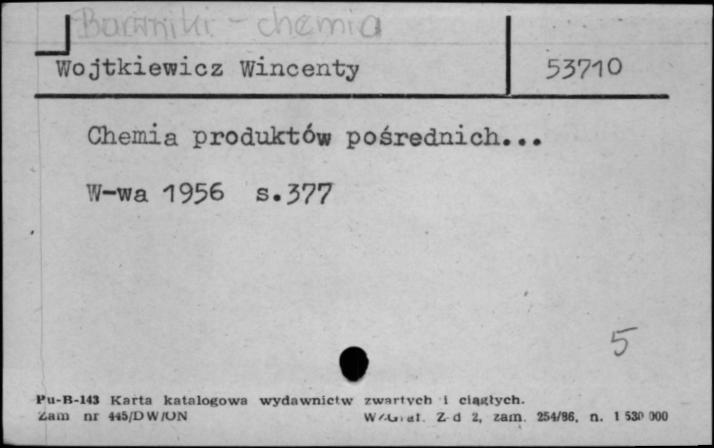 Barwniki - chemia
Wojtkiewicz Wincenty 53710
Chemia produktów pośrednich...
W-wa 1956 s.377
5
Pu-B-143 Karta katalogowa wydawnictw zwartych i ciągłych.
Zam nr 445/DW/UN Z-d 2, zam. 254/86, n. 1 530 000